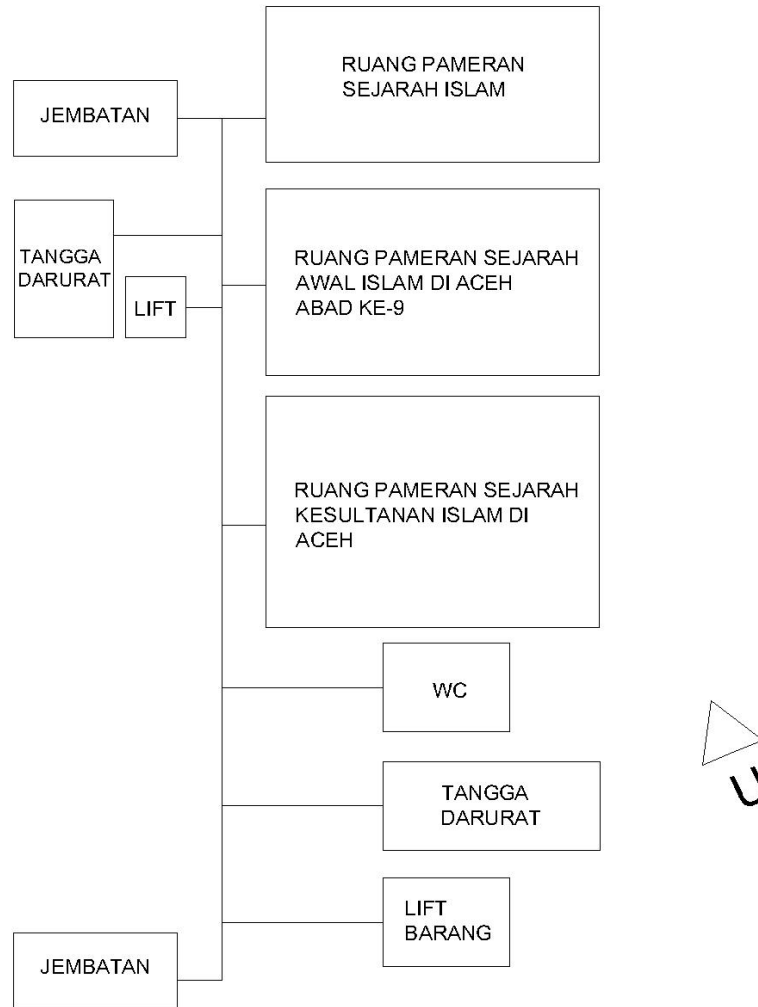 RUANG PAMERAN
SEJARAH ISLAM
JEMBATAN
TANGGA
DARURAT
LIFT
RUANG PAMERAN SEJARAH
AWAL ISLAM DI ACEH
ABAD KE-9
RUANG PAMERAN SEJARAH
KESULTANAN ISLAM DI
ACEH
WC
TANGGA
DARURAT
U
LIFT
BARANG
JEMBATAN